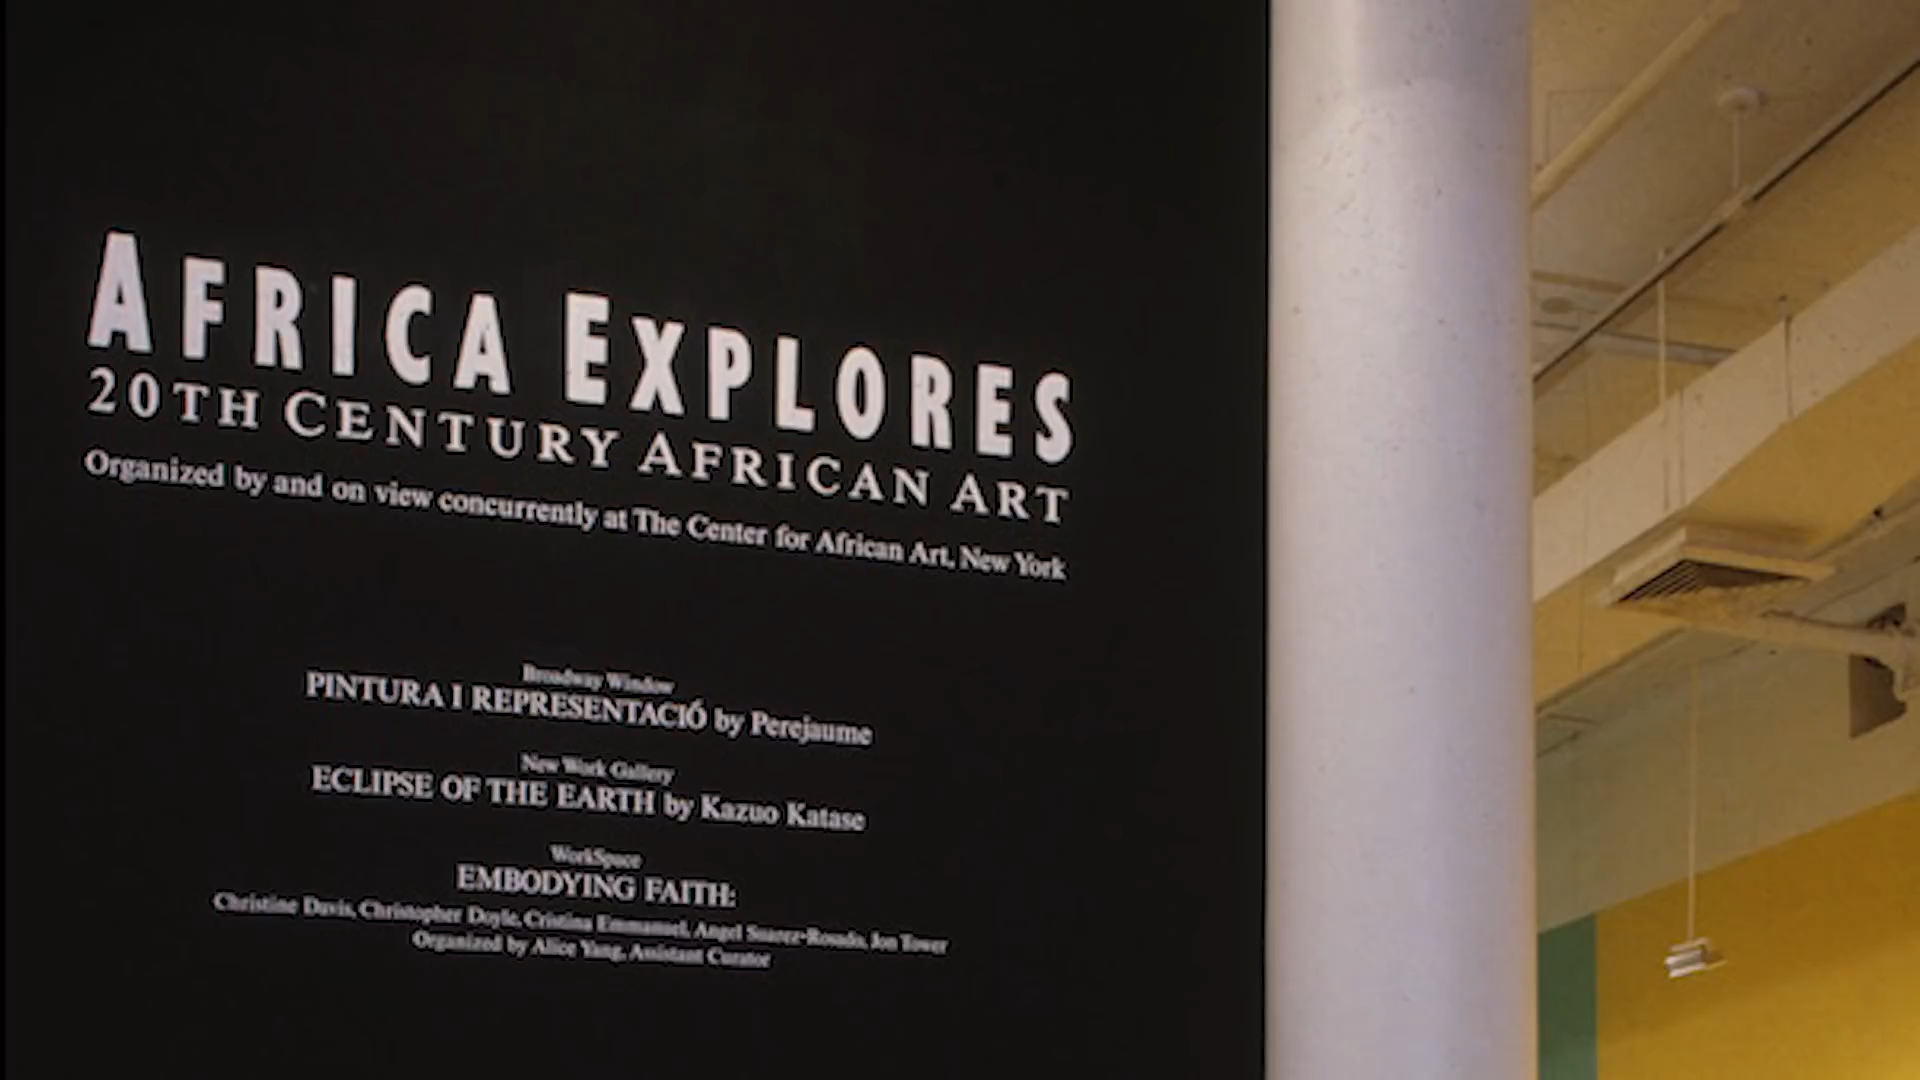 AFRICA EXPLORES
20TH CENTURY AFRICAN ART
Organized by and on view concurrently at The Center for African Art, New York
Broadway Window
PINTURA I REPRESENTACIÓ by Perejaume
New Work Gallery
ECLIPSE OF THE EARTH by Kazuo Katase
WorkSpace
EMBODYING FAITH:
Christine Davis, Christopher Doyle, Cristina Emmanuel, Angel Suarez-Rosado, Jon Tower
Organized by Alice Yang, Assistant Curator